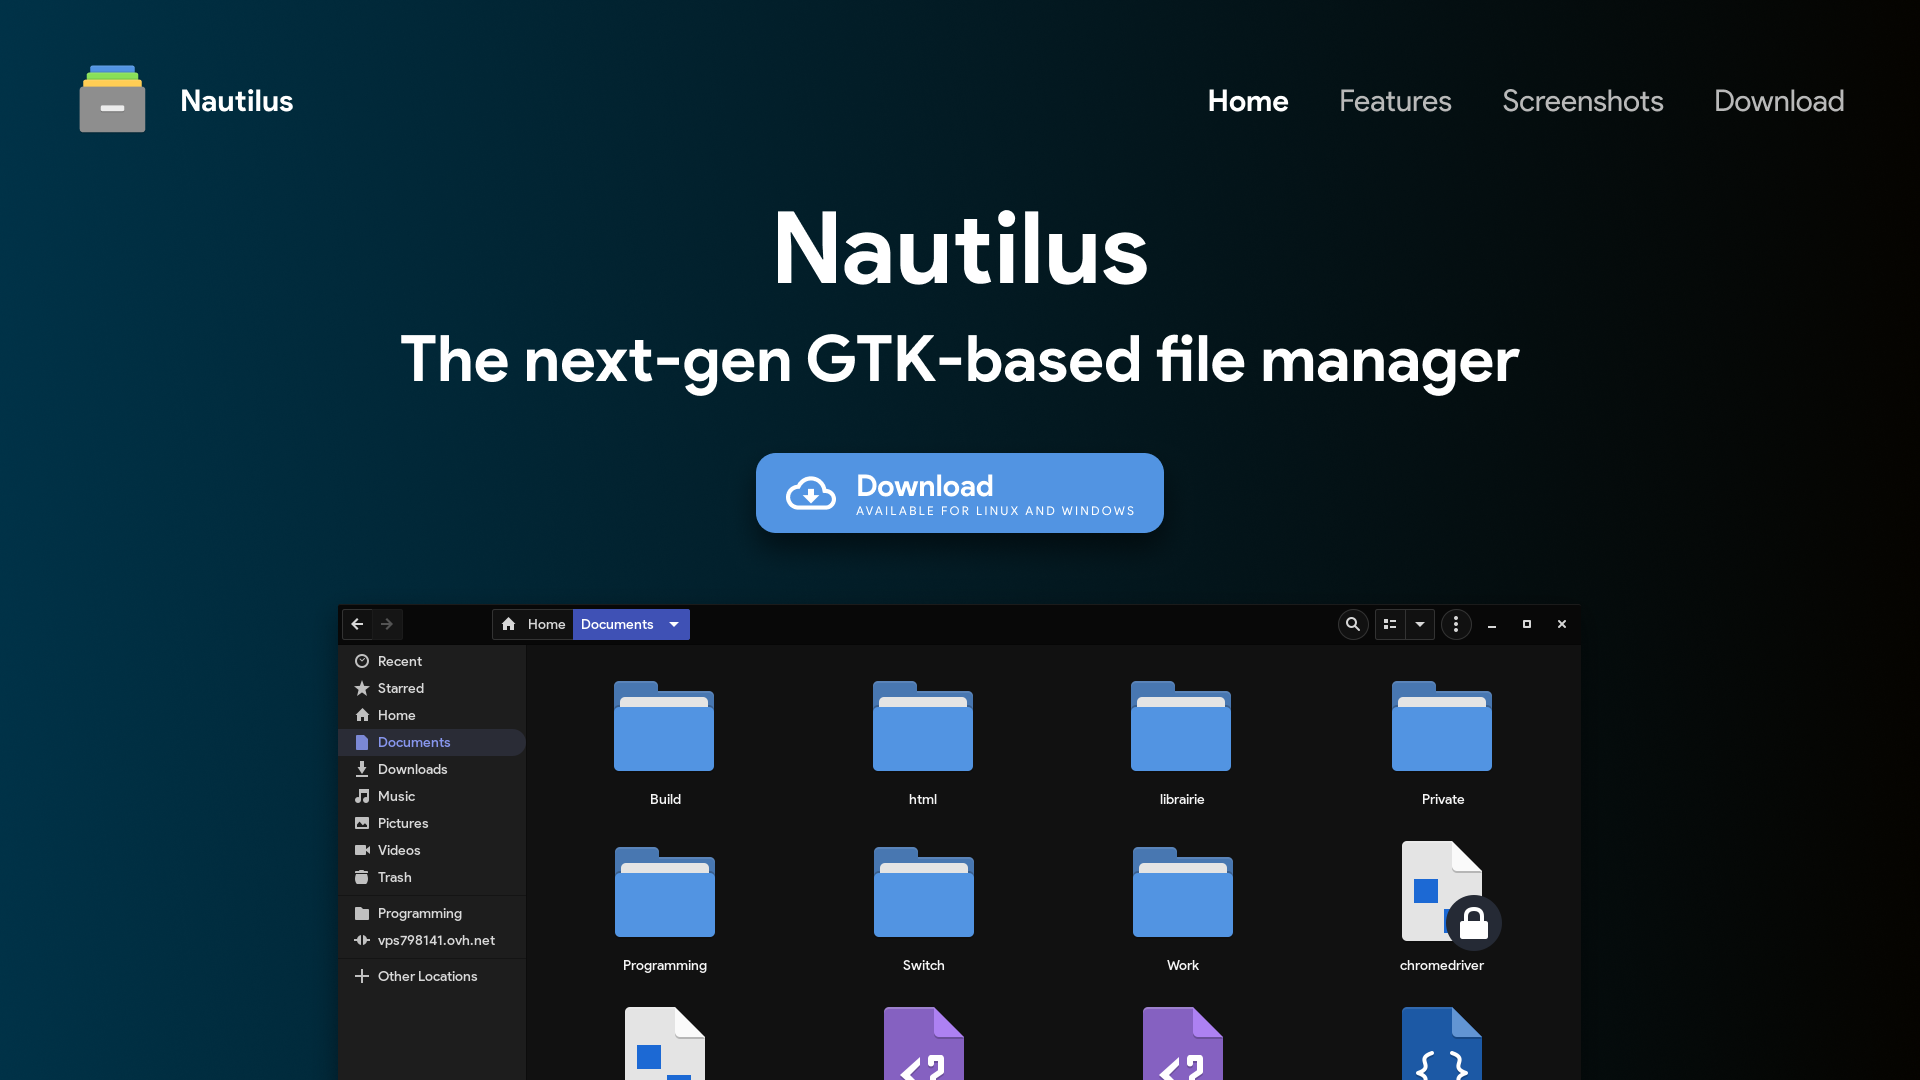 Nautilus
Home Features Screenshots Download
Nautilus
The next-gen GTK-based file manager
Download
AVAILABLE FOR LINUX AND WINDOWS
Home Documents
Recent
Starred
Home
Documents
Downloads
Music
Pictures
Videos
Trash
Programming
vps798141.ovh.net
Other Locations
Build html librairie Private
Programming Switch Work chromedriver
<? <? {}